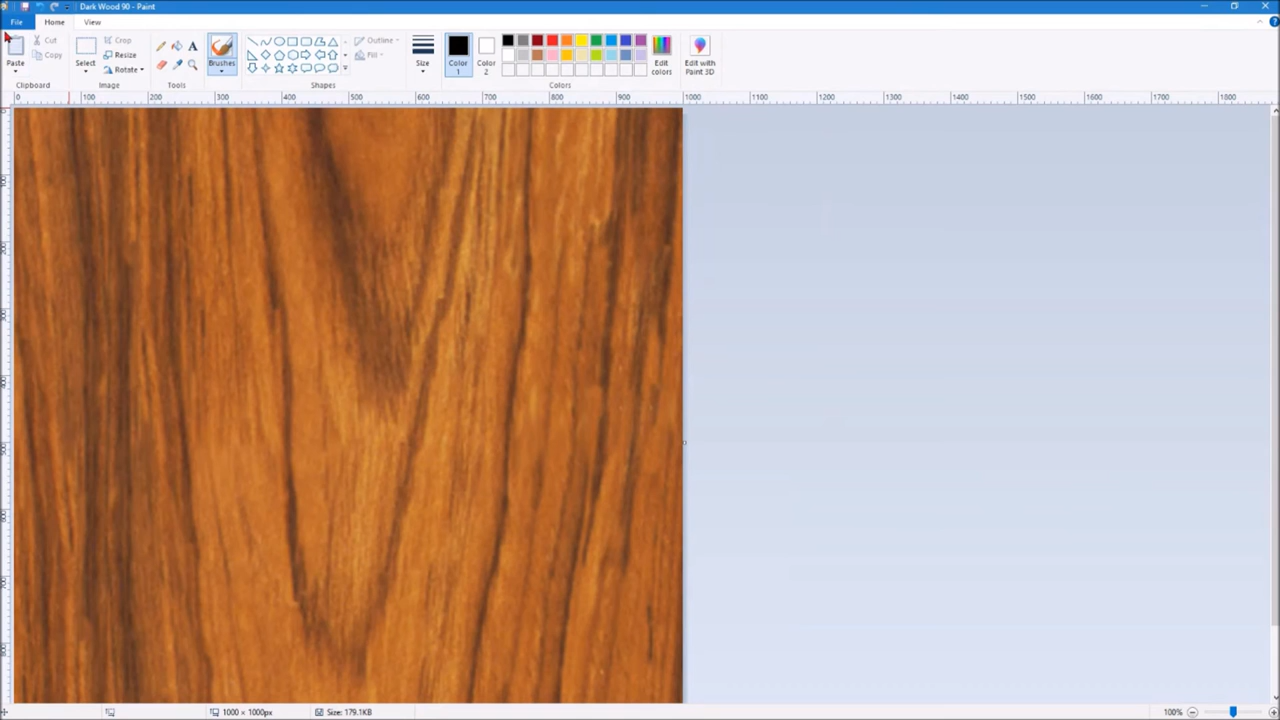 Dark Wood 90 - Paint
File Home View
Cut
Copy
Paste
Clipboard
Crop
Resize
Rotate
Select
Image
Tools
Brushes
Outline
Fill
Shapes
Size
Color 1
Color 2
Edit colors
Colors
Edit with Paint 3D
0 100 200 300 400 500 600 700 800 900 1000 1100 1200 1300 1400 1500 1600 1700 1800
1000 × 1000px Size: 179.1KB 100%